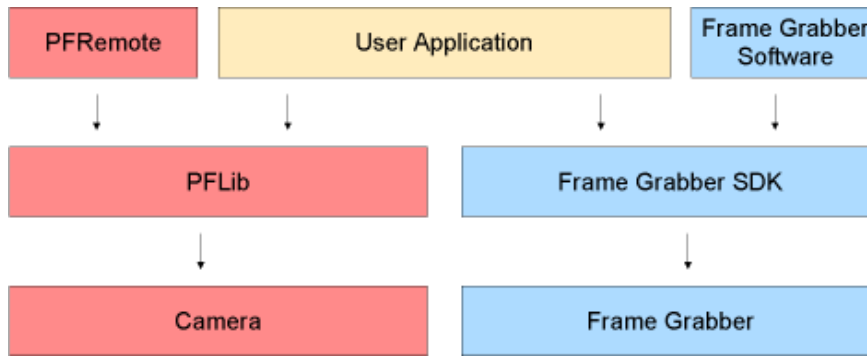 PFRemote
User Application
Frame Grabber
Software
PFLib
Frame Grabber SDK
Camera
Frame Grabber